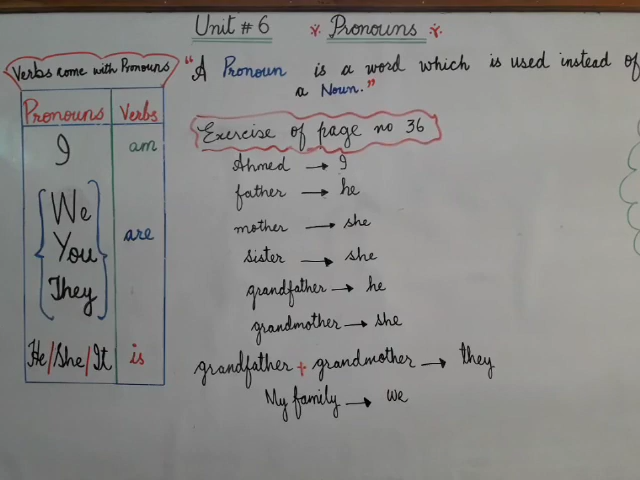 Unit # 6 Pronouns
Verbs come with Pronouns
Pronouns Verbs
I am
We
You are
They
He/She/It is
"A Pronoun is a word which is used instead of
a Noun."
Exercise of page no 36
Ahmed → I
father → he
mother → she
sister → she
grandfather → he
grandmother → she
grandfather + grandmother → they
My family → we